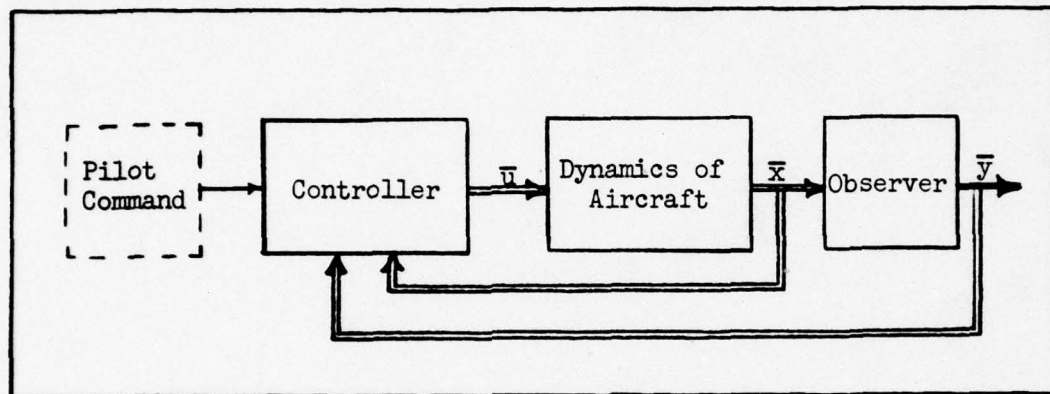 Pilot
Command
Controller
u̅
Dynamics of
Aircraft
x̅
Observer
y̅